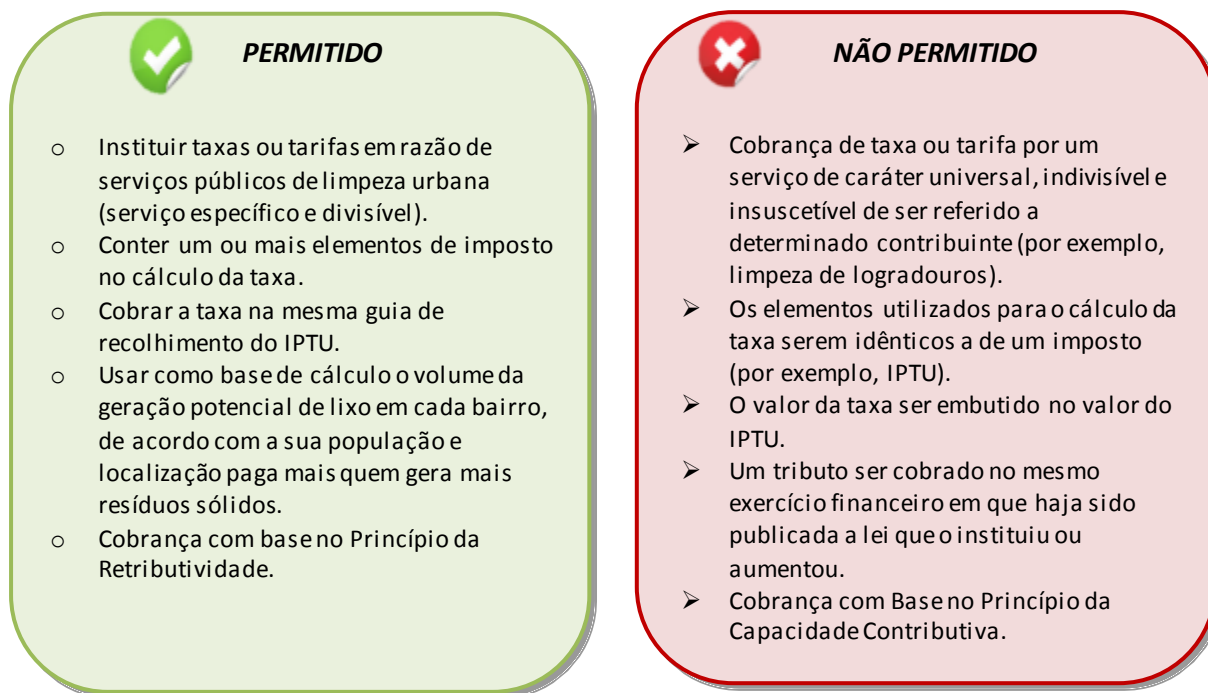 PERMITIDO
o Instituir taxas ou tarifas em razão de
serviços públicos de limpeza urbana
(serviço específico e divisível).
o Conter um ou mais elementos de imposto
no cálculo da taxa.
o Cobrar a taxa na mesma guia de
recolhimento do IPTU.
o Usar como base de cálculo o volume da
geração potencial de lixo em cada bairro,
de acordo com a sua população e
localização paga mais quem gera mais
resíduos sólidos.
o Cobrança com base no Princípio da
Retributividade.
NÃO PERMITIDO
➢ Cobrança de taxa ou tarifa por um
serviço de caráter universal, indivisível e
insuscetível de ser referido a
determinado contribuinte (por exemplo,
limpeza de logradouros).
➢ Os elementos utilizados para o cálculo da
taxa serem idênticos a de um imposto
(por exemplo, IPTU).
➢ O valor da taxa ser embutido no valor do
IPTU.
➢ Um tributo ser cobrado no mesmo
exercício financeiro em que haja sido
publicada a lei que o instituiu ou
aumentou.
➢ Cobrança com Base no Princípio da
Capacidade Contributiva.